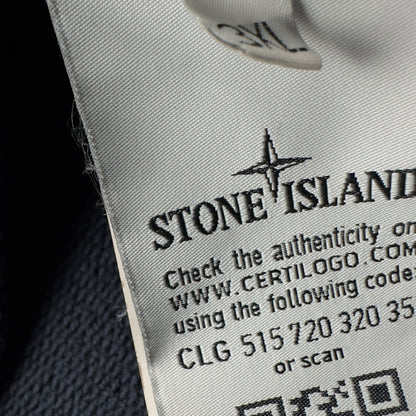 3XL
STONE ISLAND
Check the authenticity on
WWW.CERTILOGO.COM
using the following code:
CLG 515 720 320 35
or scan